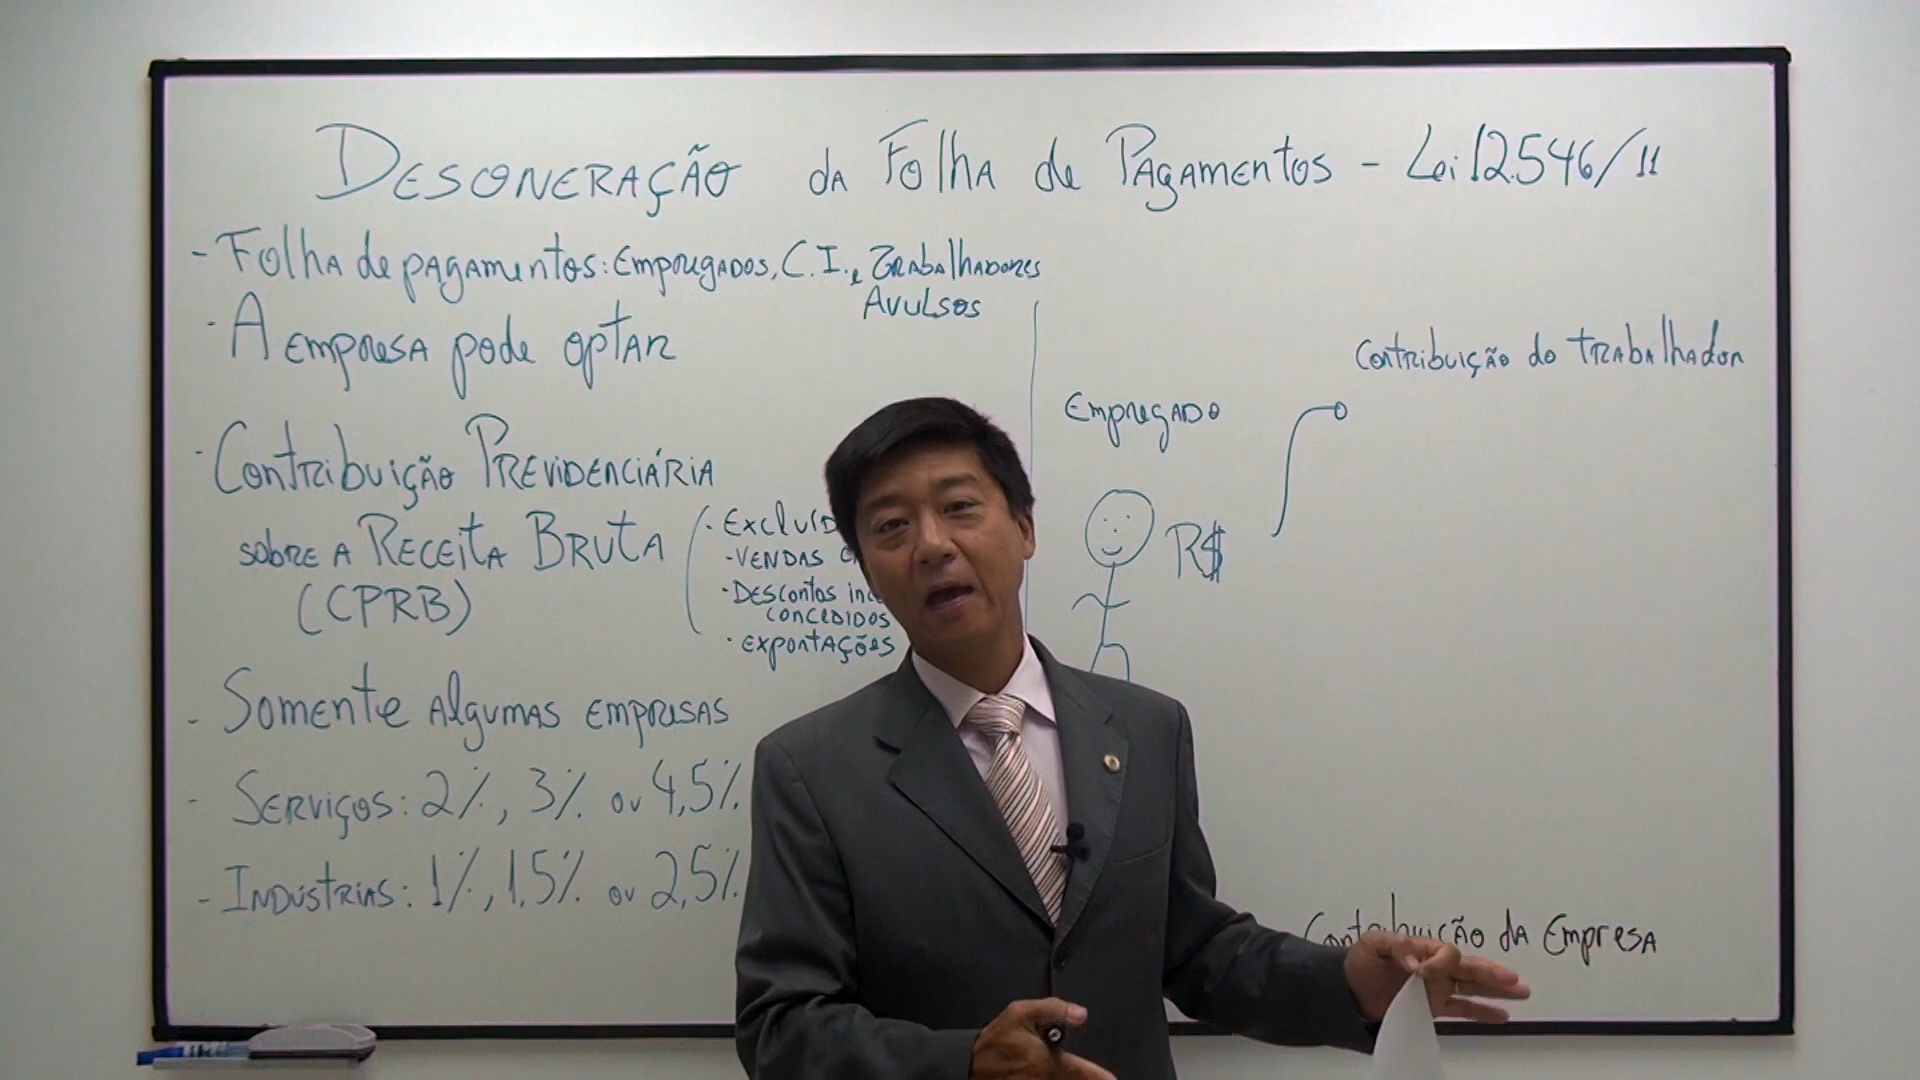 DESONERAÇÃO da Folha de Pagamentos - Lei 12.546/11
- Folha de pagamentos: Empregados, C.I. e Trabalhadores
Avulsos
· A empresa pode optar
· Contribuição Previdenciária
sobre a Receita Bruta
(CPRB)
· Vendas
· Descontos
concedidos
· exportações
- Somente algumas empresas
- Serviços: 2%, 3% ou 4,5%
- Indústrias: 1%, 1,5% ou 2,5%
Contribuição do trabalhador
Empregado
R$
Contribuição da Empresa